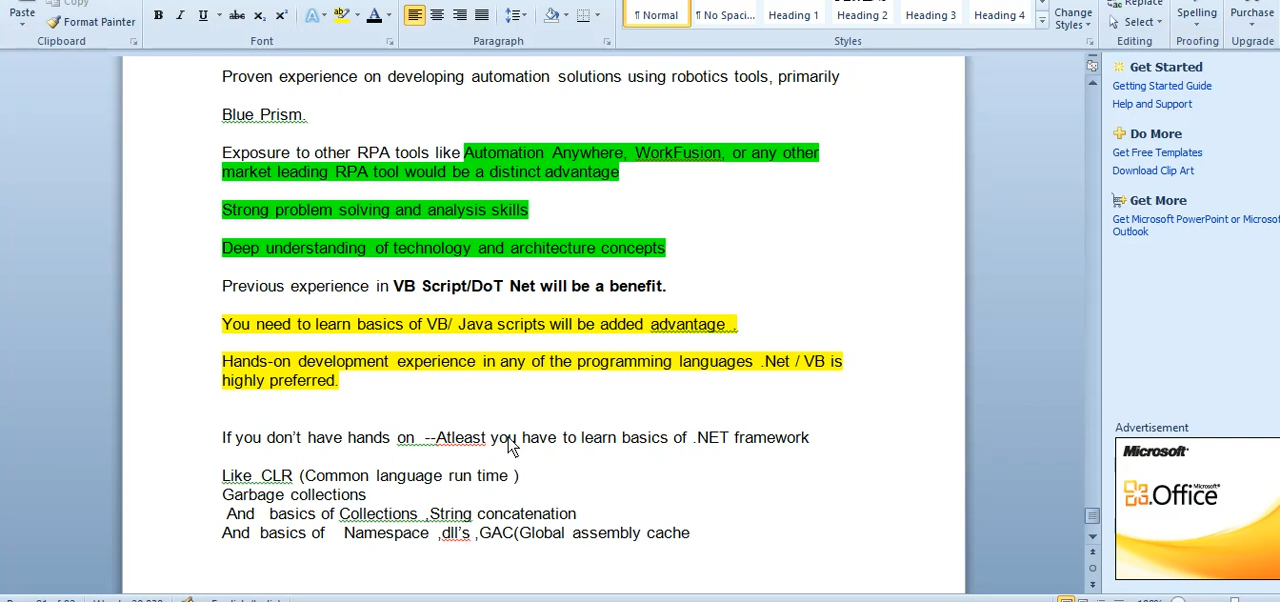 Paste
Copy
Format Painter
Clipboard
B I U abc x₂ x² A A
Font
Paragraph
¶ Normal
¶ No Spaci...
Heading 1
Heading 2
Heading 3
Heading 4
Styles
Change Styles
Replace
Select
Editing
Spelling
Proofing
Purchase
Upgrade
Proven experience on developing automation solutions using robotics tools, primarily
Blue Prism.
Exposure to other RPA tools like Automation Anywhere, WorkFusion, or any other
market leading RPA tool would be a distinct advantage
Strong problem solving and analysis skills
Deep understanding of technology and architecture concepts
Previous experience in VB Script/DoT Net will be a benefit.
You need to learn basics of VB/ Java scripts will be added advantage .
Hands-on development experience in any of the programming languages .Net / VB is
highly preferred.
If you don’t have hands on --Atleast you have to learn basics of .NET framework
Like CLR (Common language run time )
Garbage collections
And basics of Collections ,String concatenation
And basics of Namespace ,dll’s ,GAC(Global assembly cache
Get Started
Getting Started Guide
Help and Support
Do More
Get Free Templates
Download Clip Art
Get More
Get Microsoft PowerPoint or Microsof
Outlook
Advertisement
Microsoft®
Microsoft®
Office